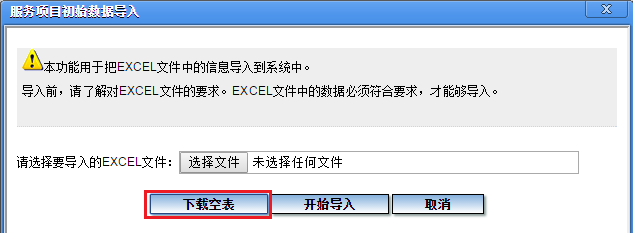 服务项目初始数据导入
本功能用于把EXCEL文件中的信息导入到系统中。
导入前，请了解对EXCEL文件的要求。EXCEL文件中的数据必须符合要求，才能够导入。
请选择要导入的EXCEL文件： 选择文件 未选择任何文件
下载空表 开始导入 取消